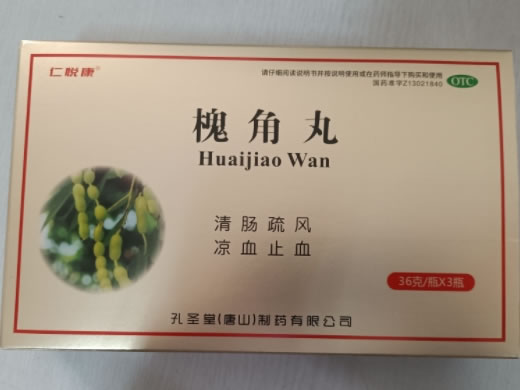 仁悦康®
请仔细阅读说明书并按说明使用或在药师指导下购买和使用
国药准字Z13021840
OTC
槐角丸
Huaijiao Wan
清肠疏风
凉血止血
36克/瓶X3瓶
孔圣堂(唐山)制药有限公司